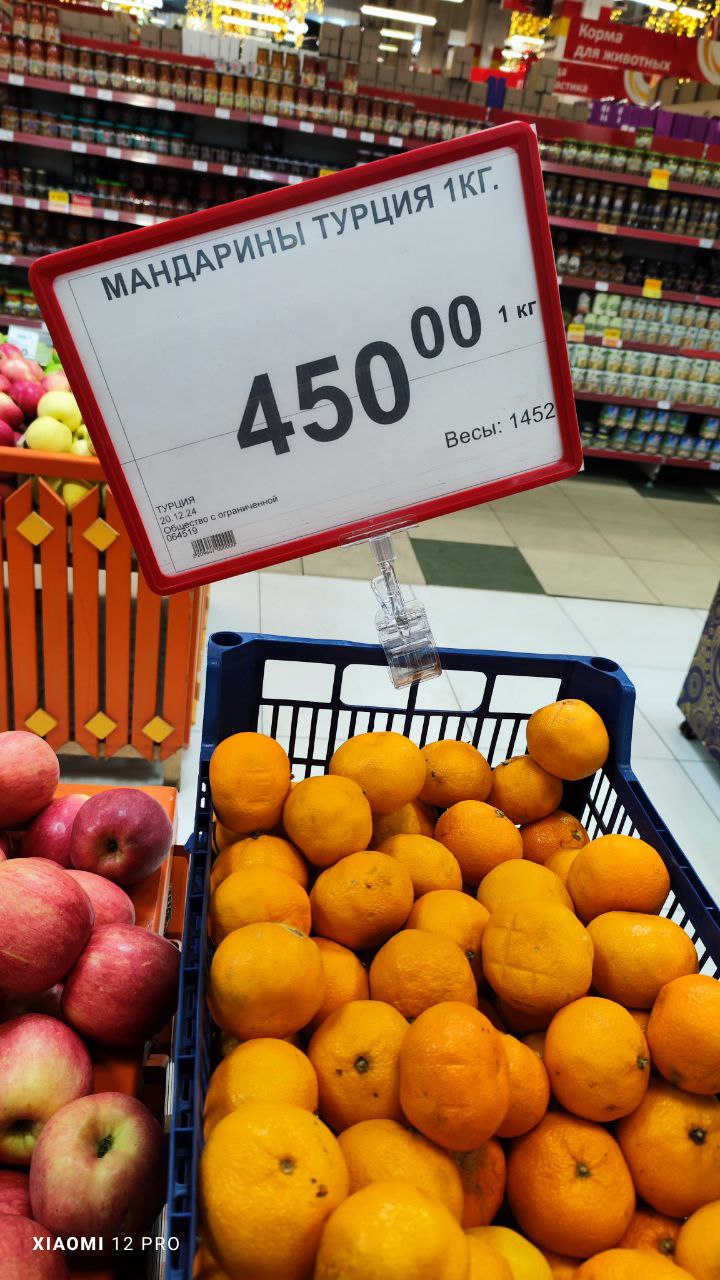 Корма
для животных
МАНДАРИНЫ ТУРЦИЯ 1КГ.
450 00 1 кг
Весы: 1452
ТУРЦИЯ
20.12.24
Общество с ограниченной
064519
XIAOMI 12 PRO